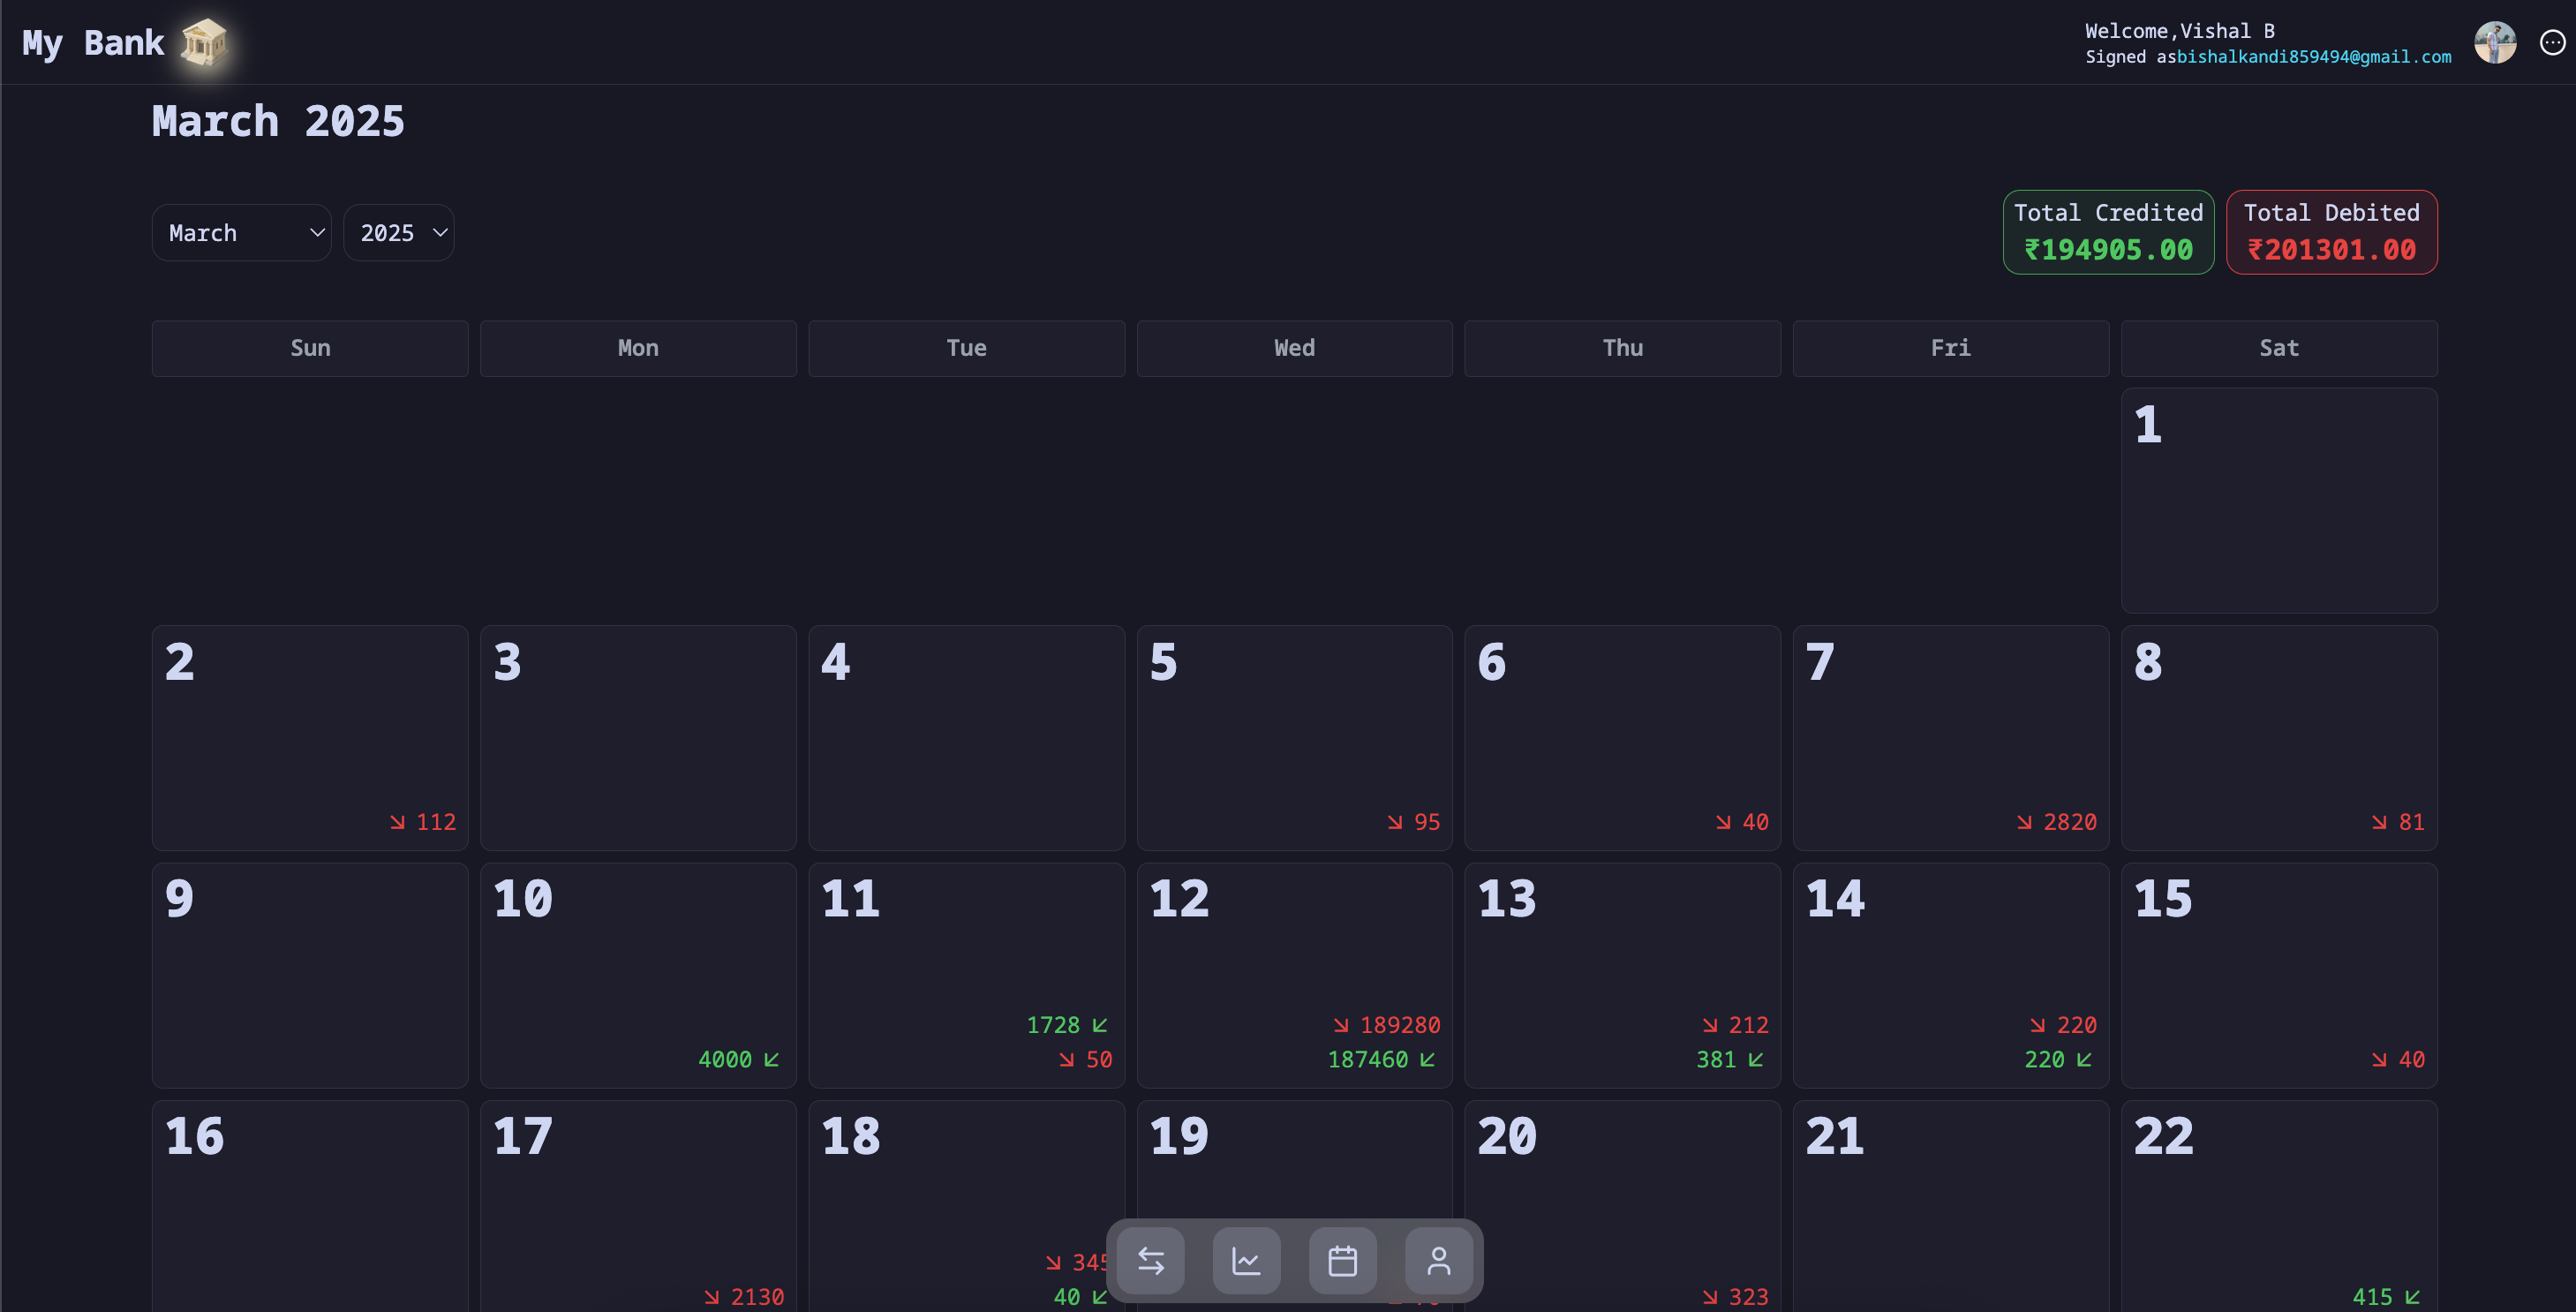 My Bank
Welcome,Vishal B
Signed asbishalkandi859494@gmail.com
March 2025
March
2025
Total Credited
₹194905.00
Total Debited
₹201301.00
Sun Mon Tue Wed Thu Fri Sat
1
2 3 4 5 6 7 8
112 95 40 2820 81
9 10 11 12 13 14 15
1728 189280 212 220
4000 50 187460 381 220 40
16 17 18 19 20 21 22
345
2130 40 323 415